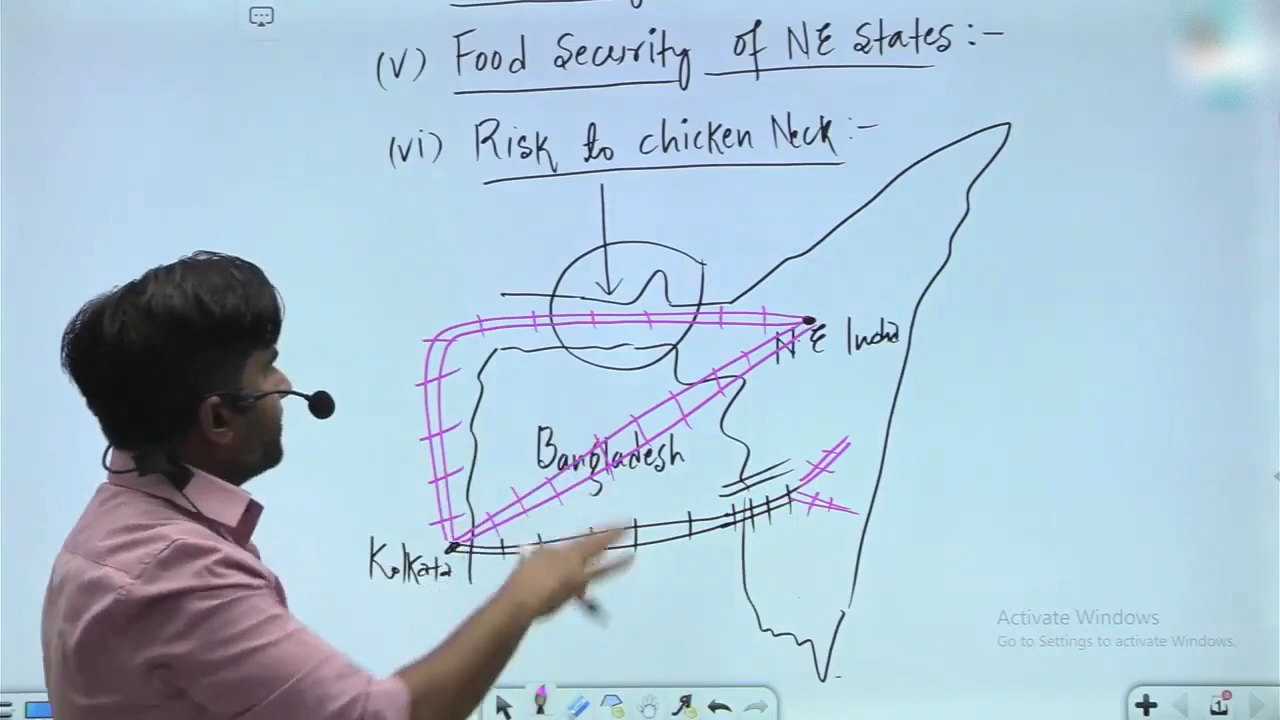 (v) Food Security of NE States:-
(vi) Risk to chicken Neck:-
NE India
Bangladesh
Kolkata
Activate Windows
Go to Settings to activate Windows.
1